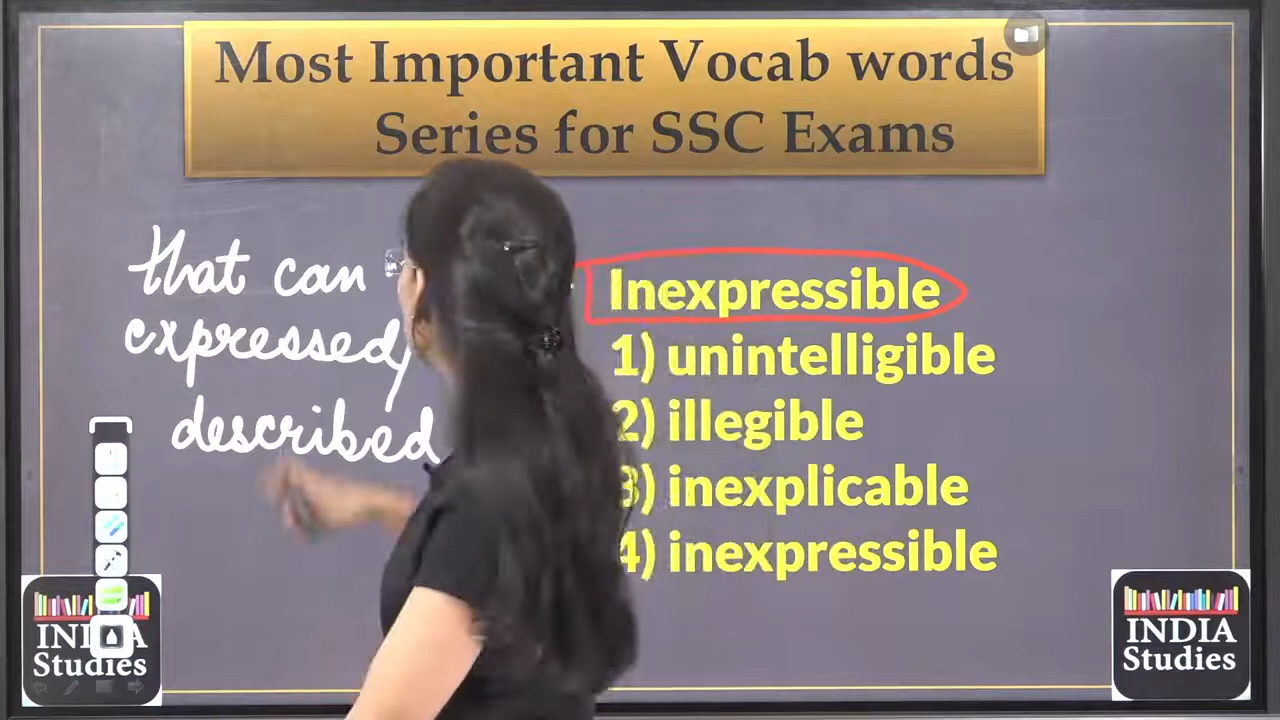 Most Important Vocab words
Series for SSC Exams
that can
expressed,
described
Inexpressible
1) unintelligible
2) illegible
3) inexplicable
4) inexpressible
INDIA
Studies
INDIA
Studies